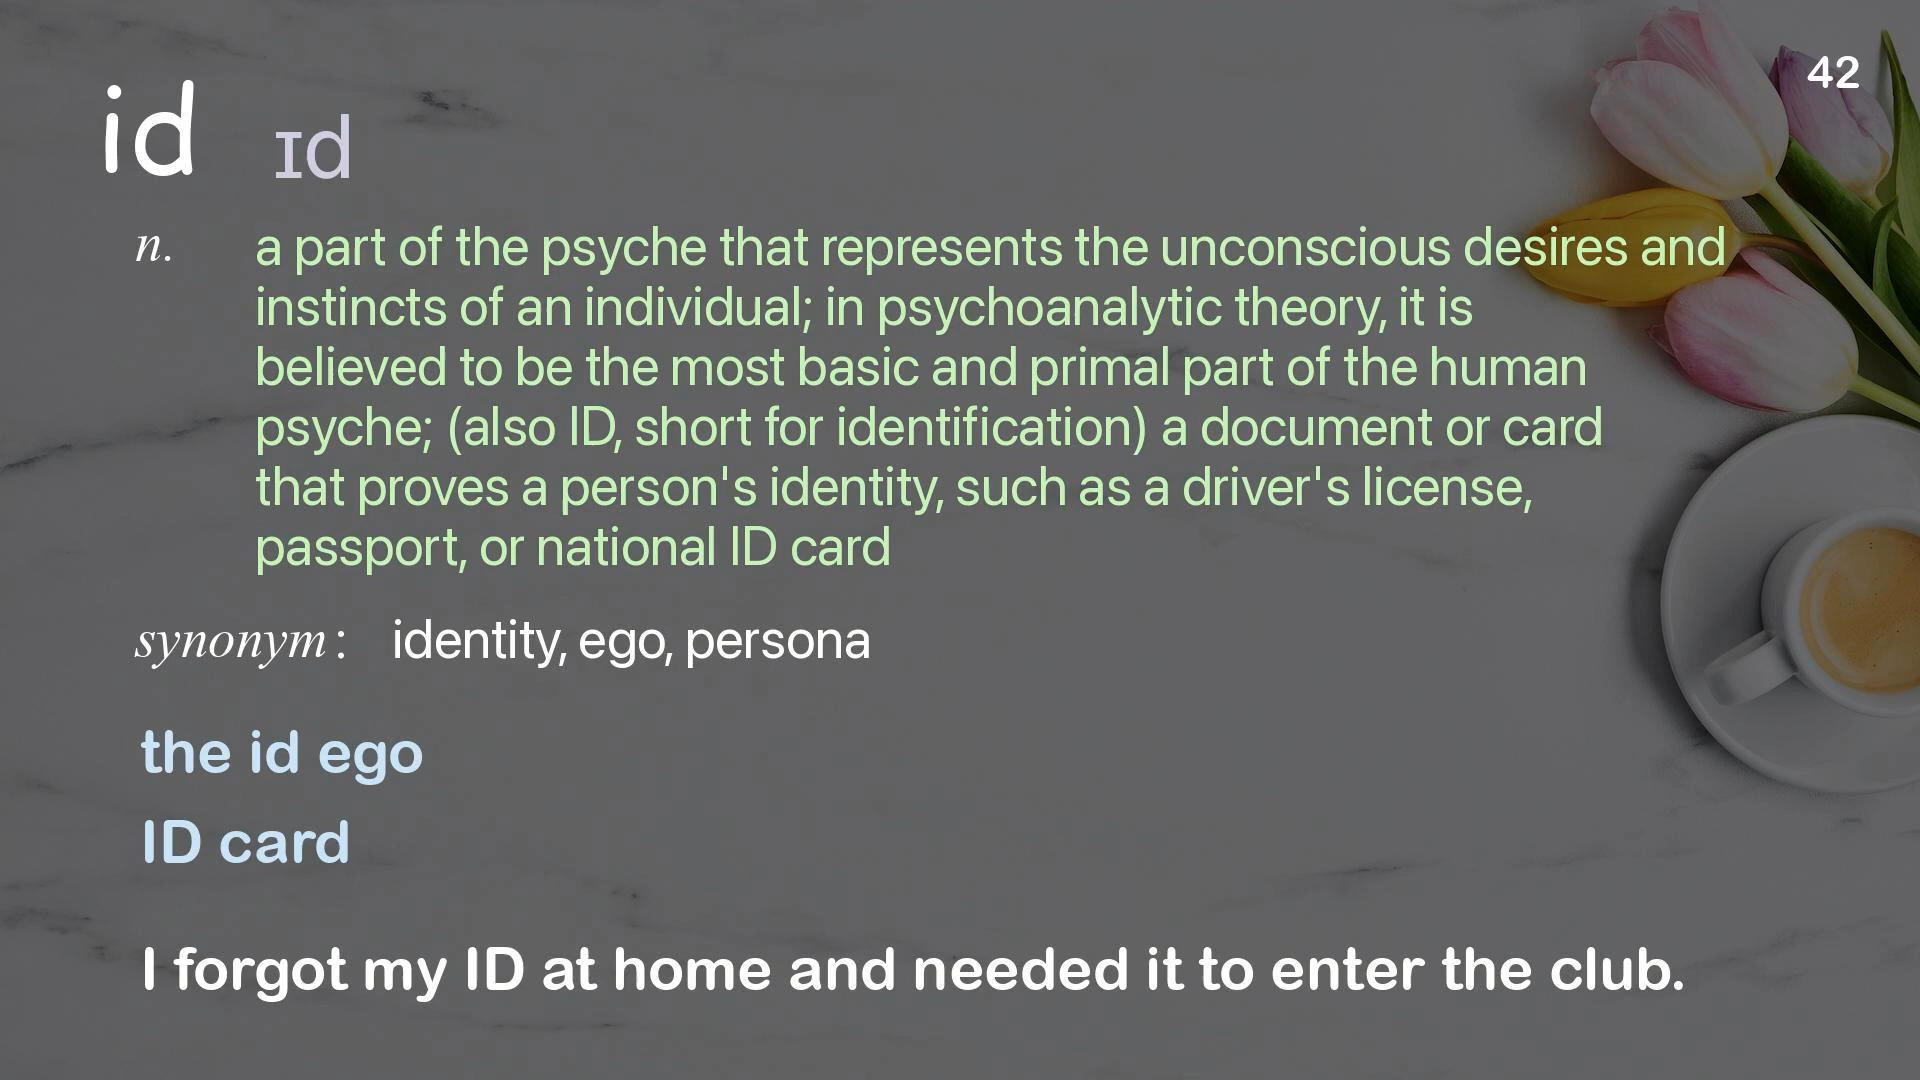 42
id ɪd
n. a part of the psyche that represents the unconscious desires and
instincts of an individual; in psychoanalytic theory, it is
believed to be the most basic and primal part of the human
psyche; (also ID, short for identification) a document or card
that proves a person's identity, such as a driver's license,
passport, or national ID card
synonym: identity, ego, persona
the id ego
ID card
I forgot my ID at home and needed it to enter the club.